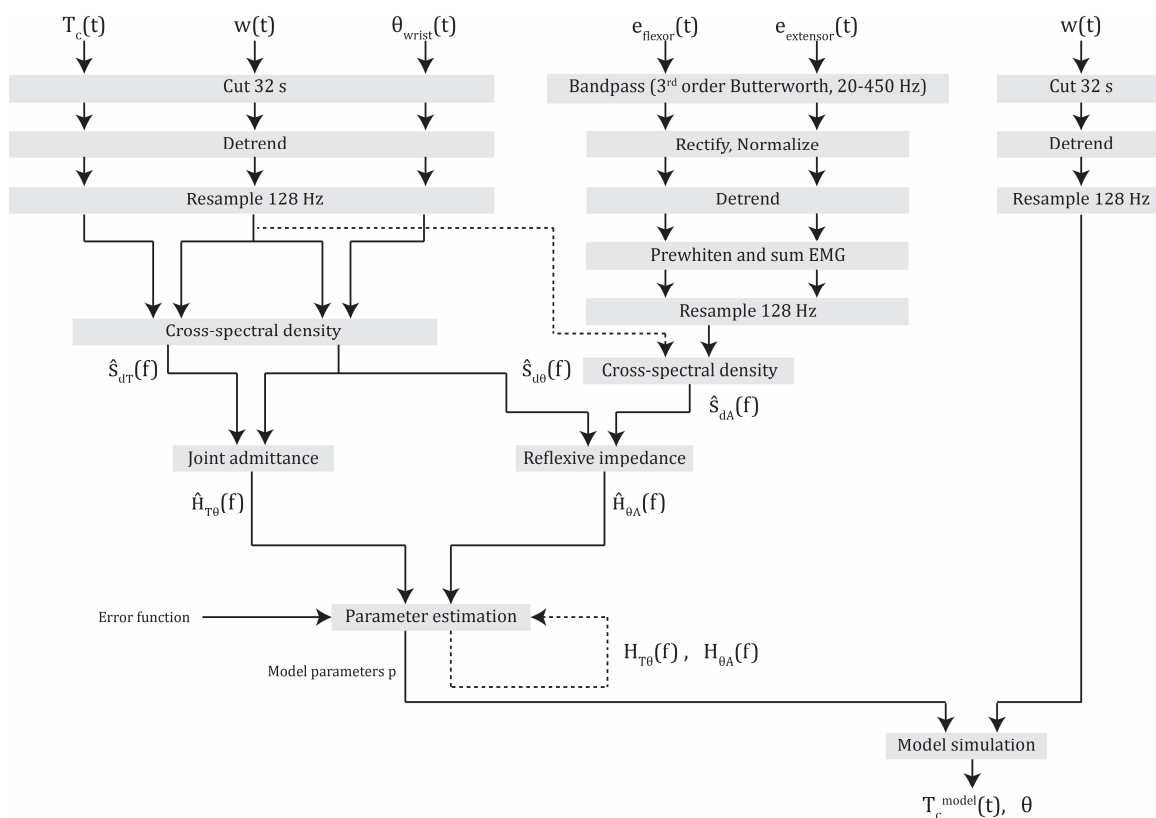 T_c(t) w(t) θ_wrist(t) e_flexor(t) e_extensor(t) w(t)
Cut 32 s Bandpass (3rd order Butterworth, 20-450 Hz) Cut 32 s
Detrend Rectify, Normalize Detrend
Resample 128 Hz Detrend Resample 128 Hz
Prewhiten and sum EMG
Resample 128 Hz
Cross-spectral density
Ŝ_dT(f) Ŝ_dθ(f) Cross-spectral density
Ŝ_dA(f)
Joint admittance Reflexive impedance
Ĥ_Tθ(f) Ĥ_θA(f)
Error function Parameter estimation
H_Tθ(f) , H_θA(f)
Model parameters p
Model simulation
T_c^model(t), θ